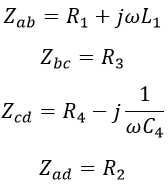 Z_ab = R_1 + jωL_1
Z_bc = R_3
Z_cd = R_4 − j 1/(ωC_4)
Z_ad = R_2